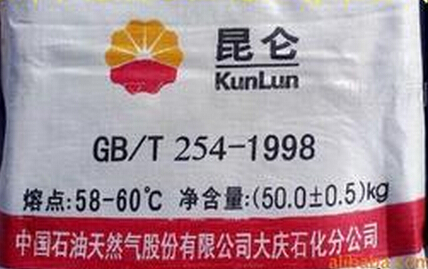 昆仑
KunLun
GB/T 254-1998
熔点:58-60℃ 净含量:(50.0±0.5)kg
中国石油天然气股份有限公司大庆石化分公司
alibaba.com